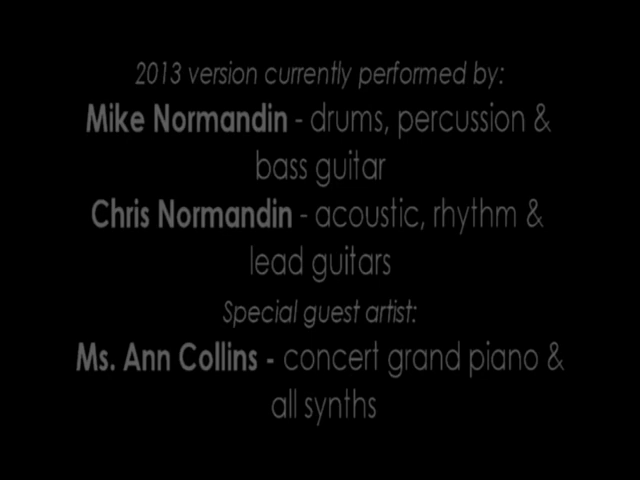 2013 version currently performed by:
Mike Normandin - drums, percussion &
bass guitar
Chris Normandin - acoustic, rhythm &
lead guitars
Special guest artist:
Ms. Ann Collins - concert grand piano &
all synths